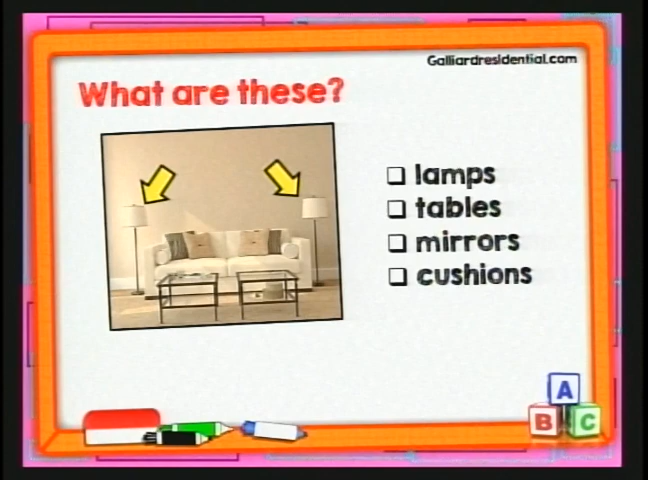 Galliardresidential.com
What are these?
❑ lamps
❑ tables
❑ mirrors
❑ cushions
A
B C